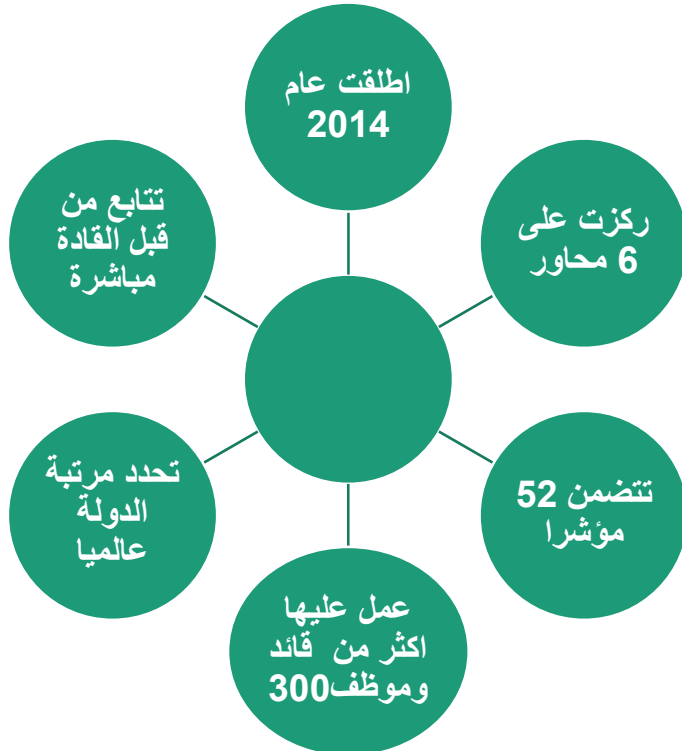 اطلقت عام
2014
ركزت على
6 محاور
تتضمن 52
مؤشرا
عمل عليها
اكثر من قائد
وموظف300
تحدد مرتبة
الدولة
عالميا
تتابع من
قبل القادة
مباشرة